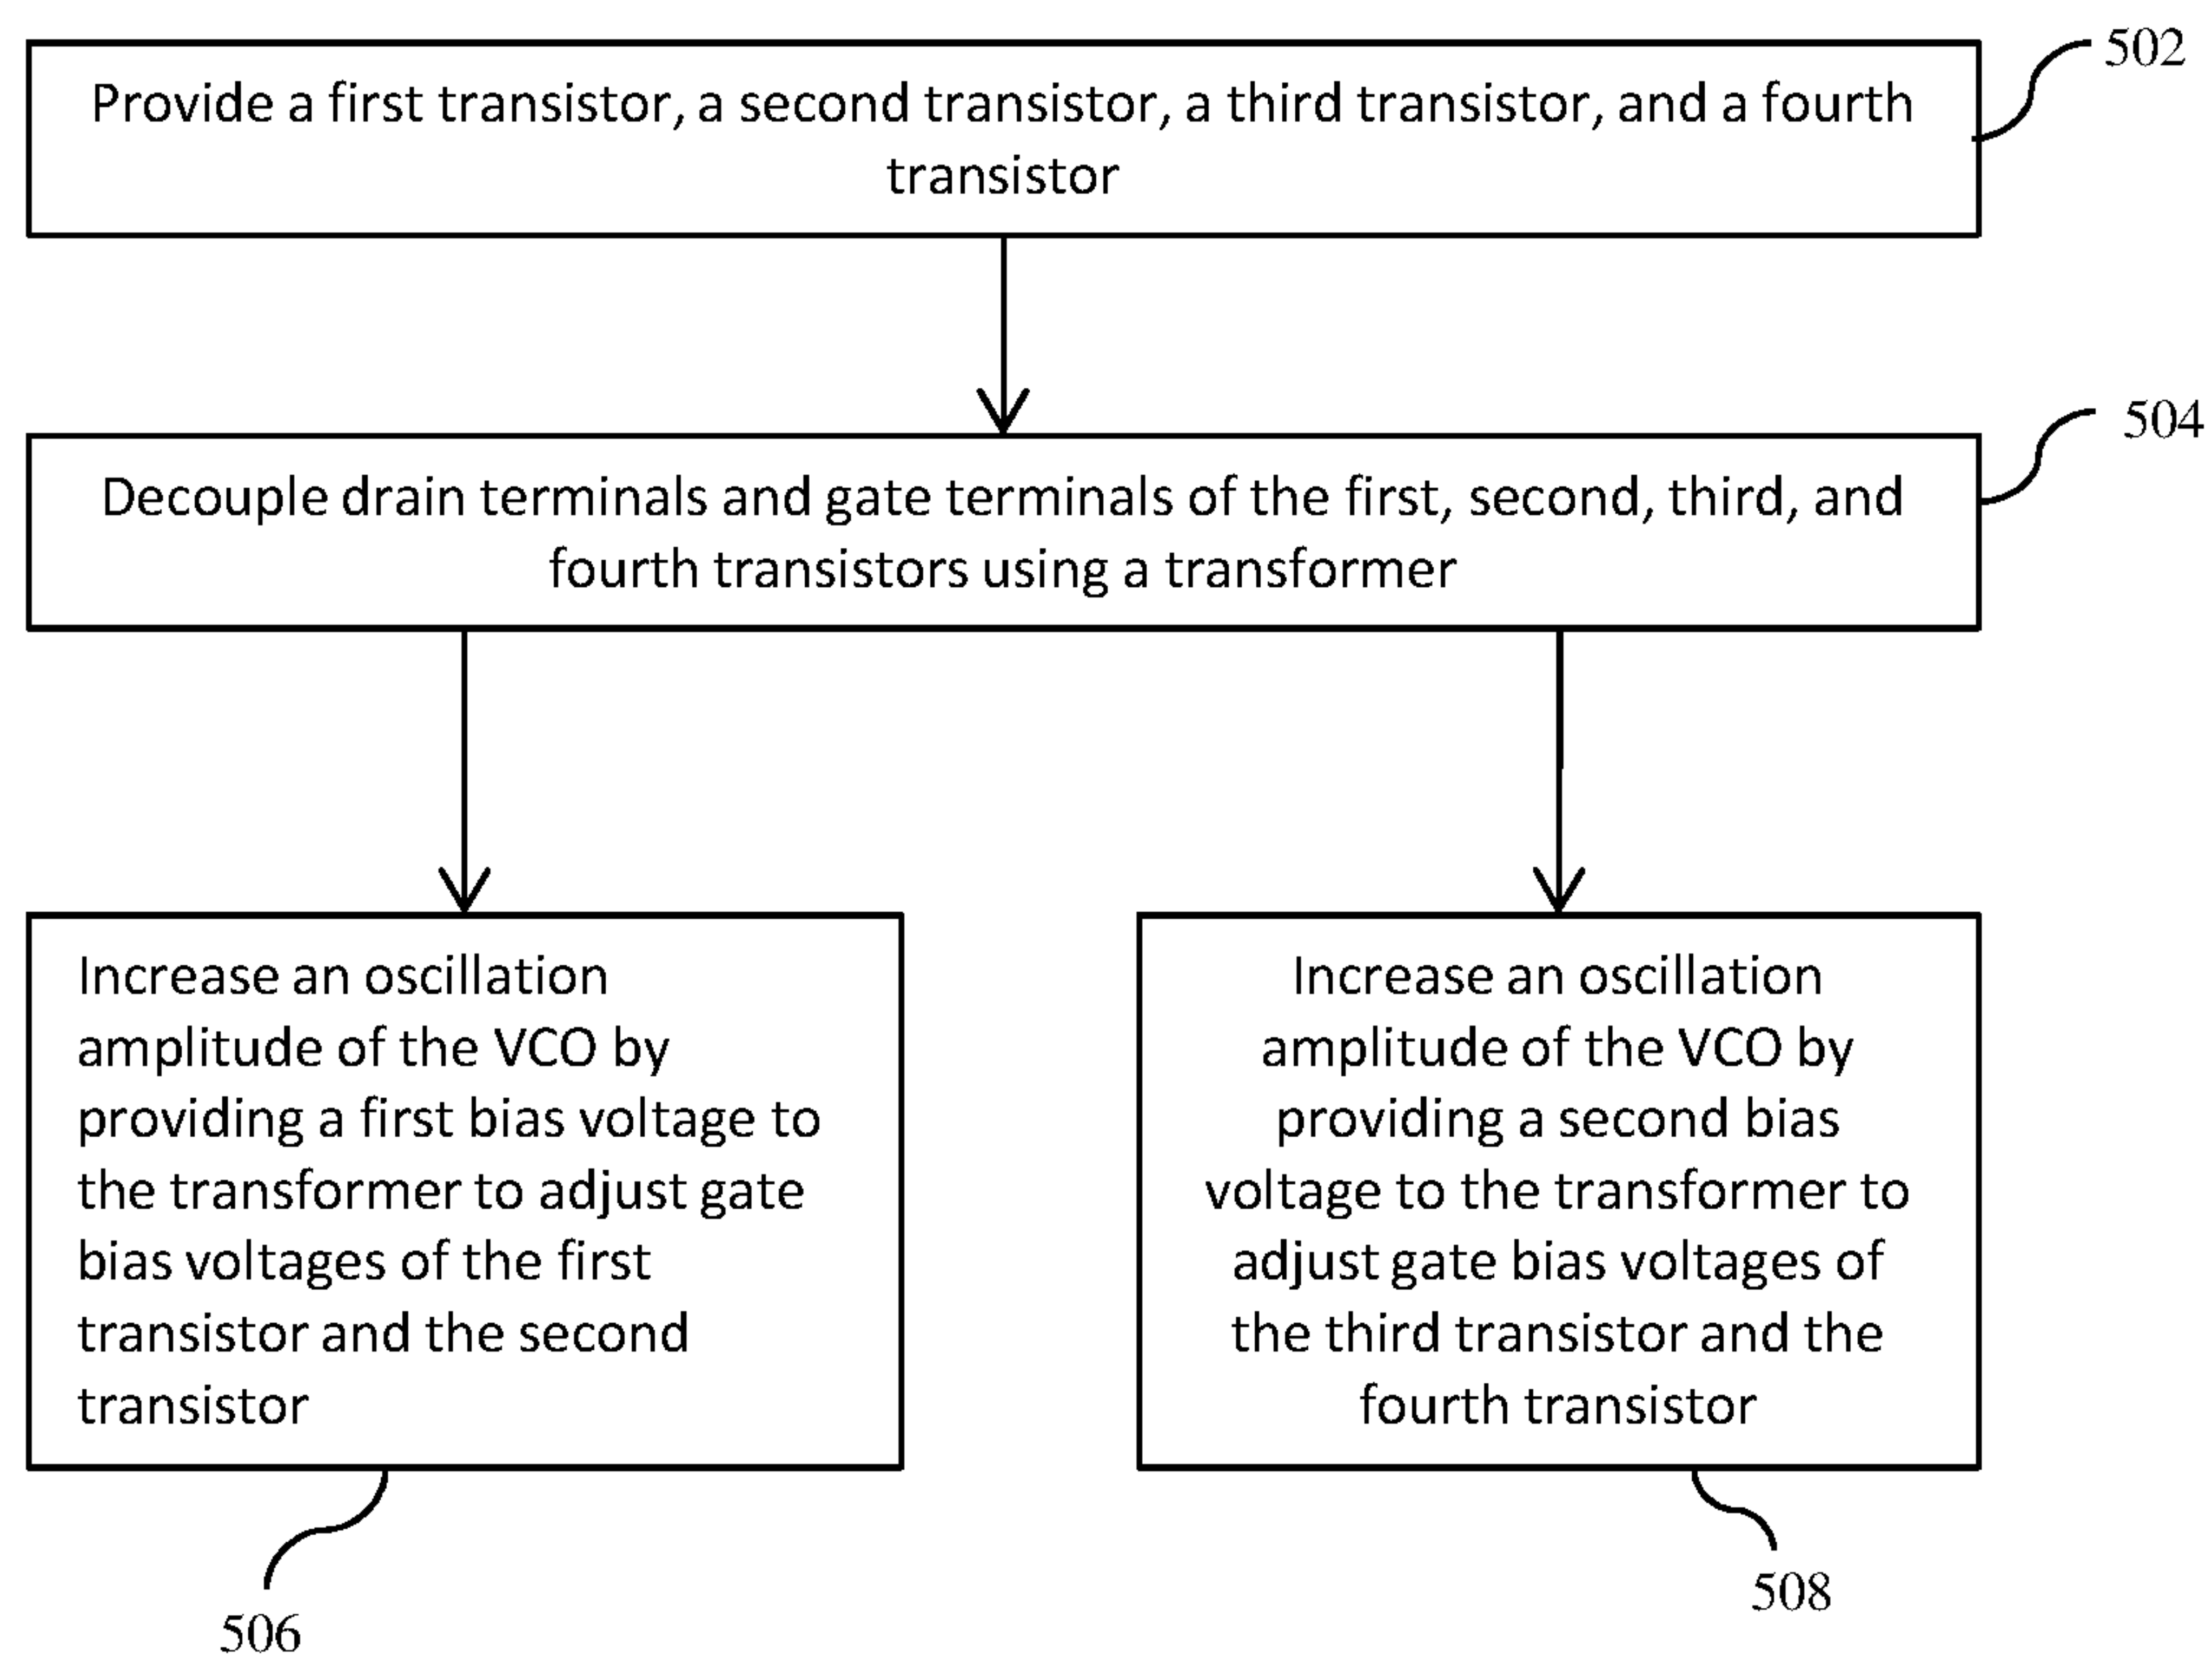 502
Provide a first transistor, a second transistor, a third transistor, and a fourth
transistor
504
Decouple drain terminals and gate terminals of the first, second, third, and
fourth transistors using a transformer
Increase an oscillation
amplitude of the VCO by
providing a first bias voltage to
the transformer to adjust gate
bias voltages of the first
transistor and the second
transistor
506
Increase an oscillation
amplitude of the VCO by
providing a second bias
voltage to the transformer to
adjust gate bias voltages of
the third transistor and the
fourth transistor
508